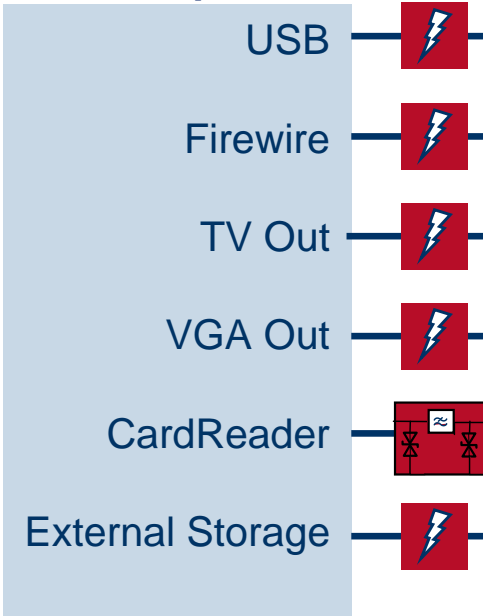 USB
Firewire
TV Out
VGA Out
CardReader
External Storage